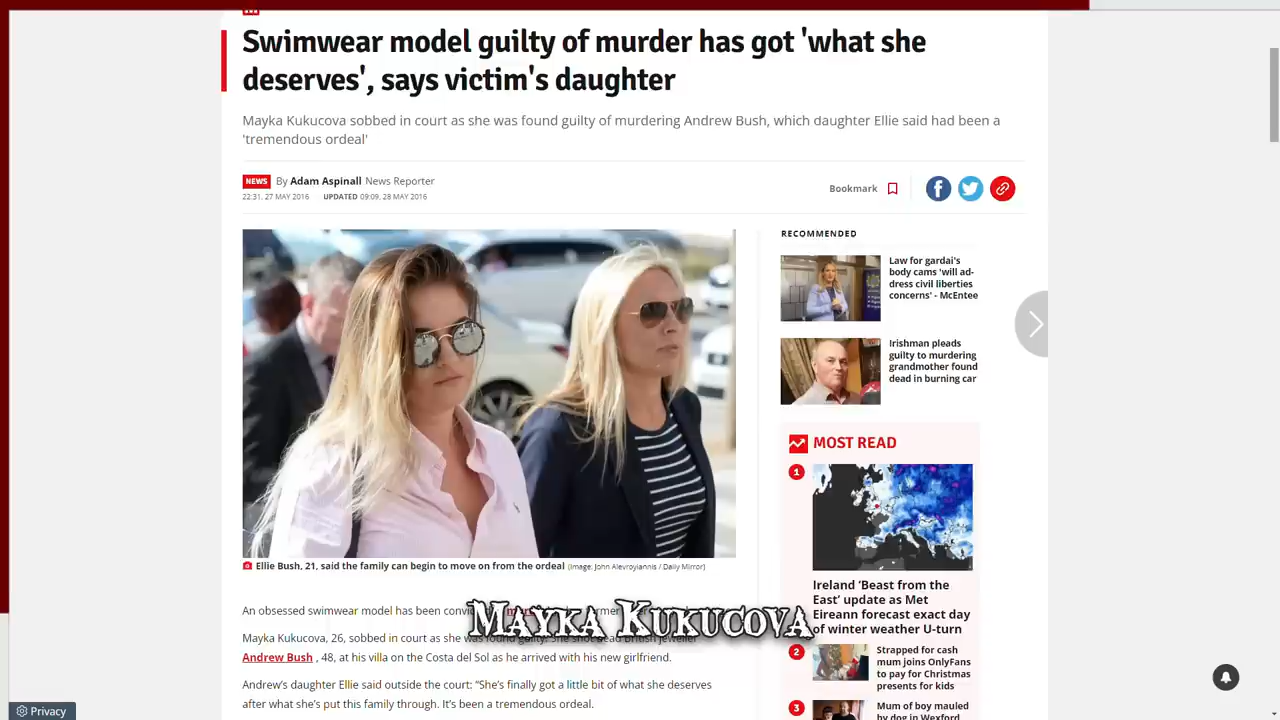 Swimwear model guilty of murder has got 'what she
deserves', says victim's daughter
Mayka Kukucova sobbed in court as she was found guilty of murdering Andrew Bush, which daughter Ellie said had been a
'tremendous ordeal'
NEWS By Adam Aspinall News Reporter
22:31, 27 MAY 2016 UPDATED 09:09, 28 MAY 2016
Bookmark
Ellie Bush, 21, said the family can begin to move on from the ordeal (Image: John Alevroyiannis / Daily Mirror)
An obsessed swimwear model has been
Mayka Kukucova, 26, sobbed in court as she was found guilty. She shot dead British jeweller
Andrew Bush , 48, at his villa on the Costa del Sol as he arrived with his new girlfriend.
Andrew's daughter Ellie said outside the court: "She's finally got a little bit of what she deserves
after what she's put this family through. It's been a tremendous ordeal.
Mayka Kukucova
RECOMMENDED
Law for gardai's
body cams 'will ad-
dress civil liberties
concerns' - McEntee
Irishman pleads
guilty to murdering
grandmother found
dead in burning car
MOST READ
1
Ireland 'Beast from the
East' update as Met
Eireann forecast exact day
of winter weather U-turn
2
Strapped for cash
mum joins OnlyFans
to pay for Christmas
presents for kids
3
Mum of boy mauled
by dog in Wexford
Privacy